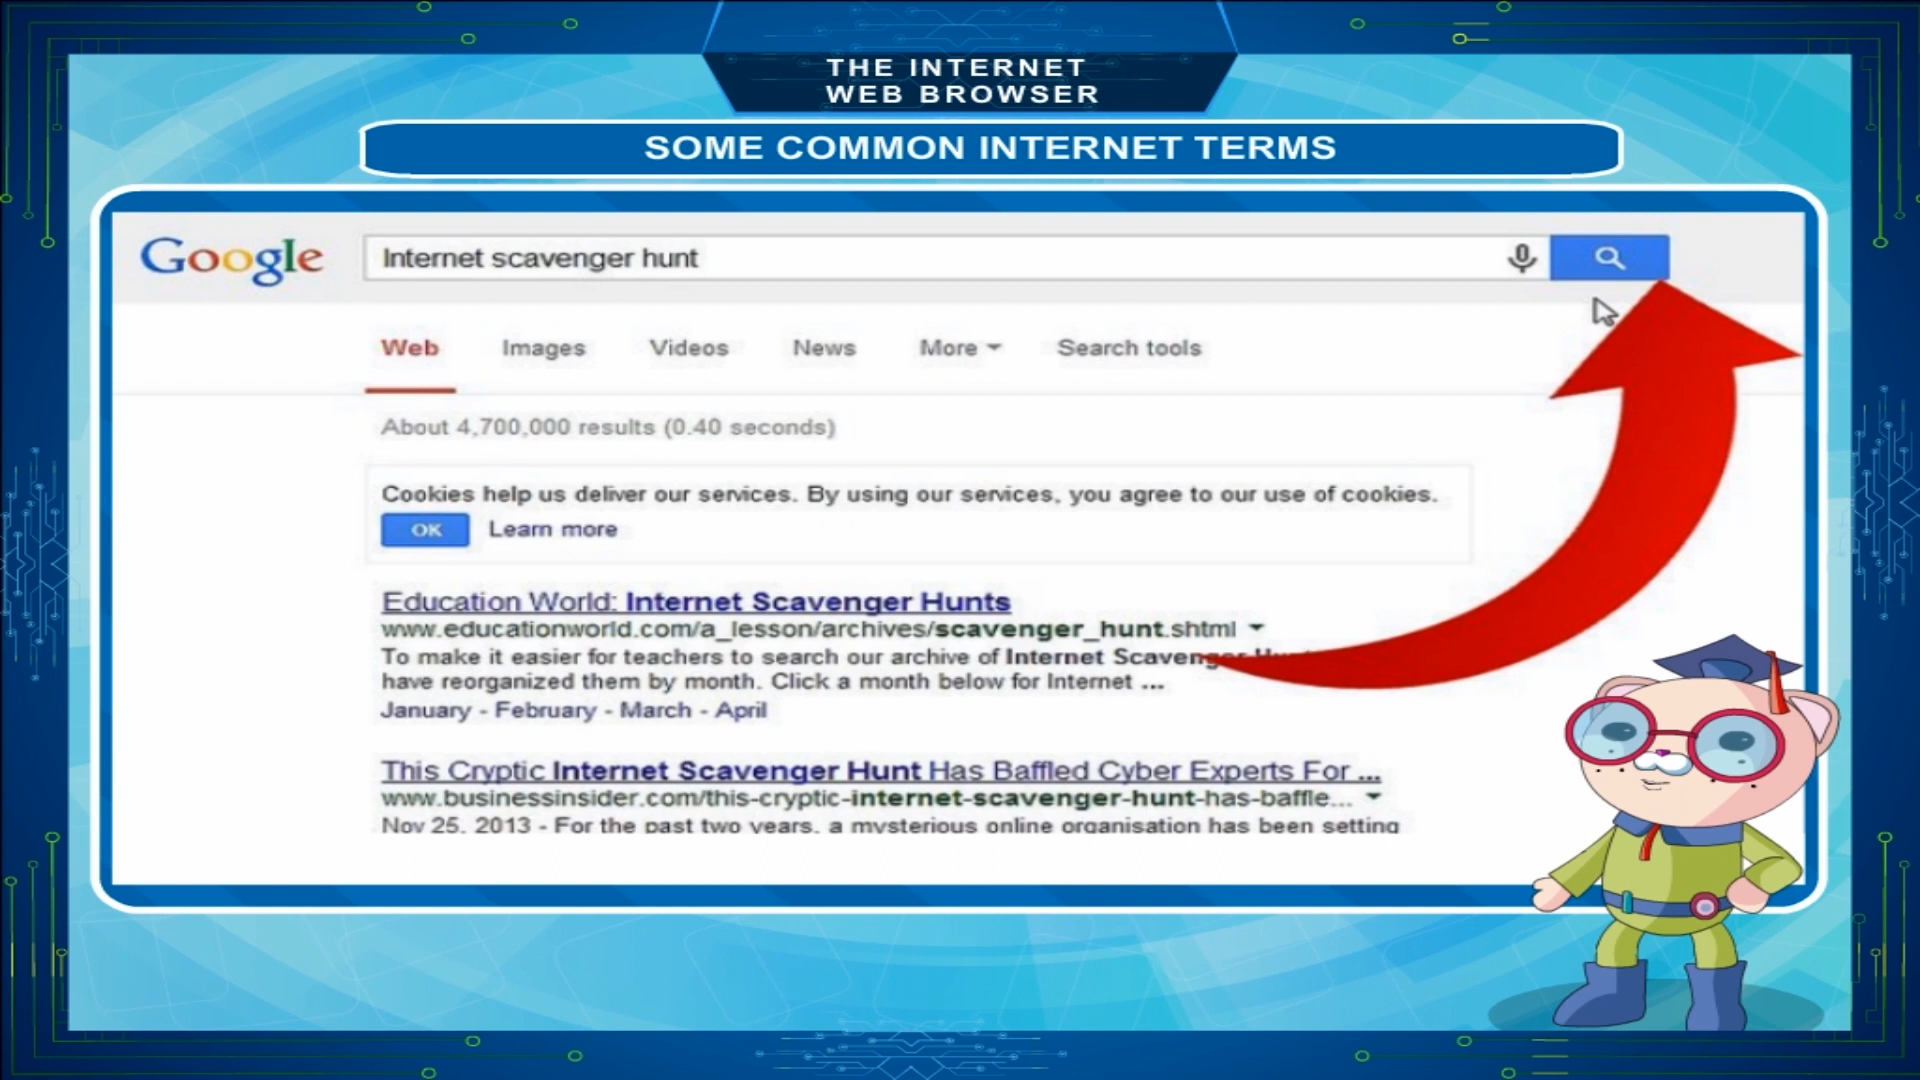 THE INTERNET
WEB BROWSER
SOME COMMON INTERNET TERMS
Google
Internet scavenger hunt
Web Images Videos News More Search tools
About 4,700,000 results (0.40 seconds)
Cookies help us deliver our services. By using our services, you agree to our use of cookies.
OK Learn more
Education World: Internet Scavenger Hunts
www.educationworld.com/a_lesson/archives/scavenger_hunt.shtml
To make it easier for teachers to search our archive of Internet
have reorganized them by month. Click a month below for Internet ...
January - February - March - April
This Cryptic Internet Scavenger Hunt Has Baffled Cyber Experts For ...
www.businessinsider.com/this-cryptic-internet-scavenger-hunt-has-baffle...
Nov 25, 2013 - For the past two years, a mysterious online organisation has been setting